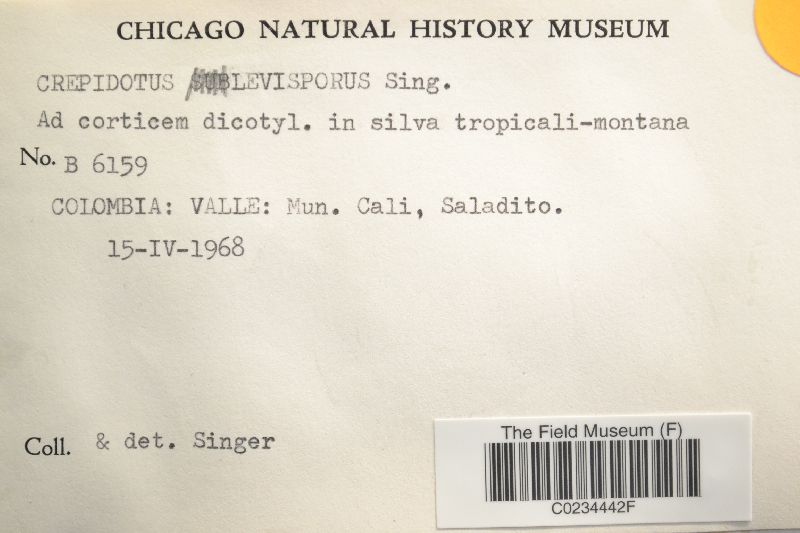 CHICAGO NATURAL HISTORY MUSEUM
CREPIDOTUS SUBLEVISPORUS Sing.
Ad corticem dicotyl. in silva tropicali-montana
No. B 6159
COLOMBIA: VALLE: Mun. Cali, Saladito.
15-IV-1968
Coll. & det. Singer
The Field Museum (F)
C0234442F